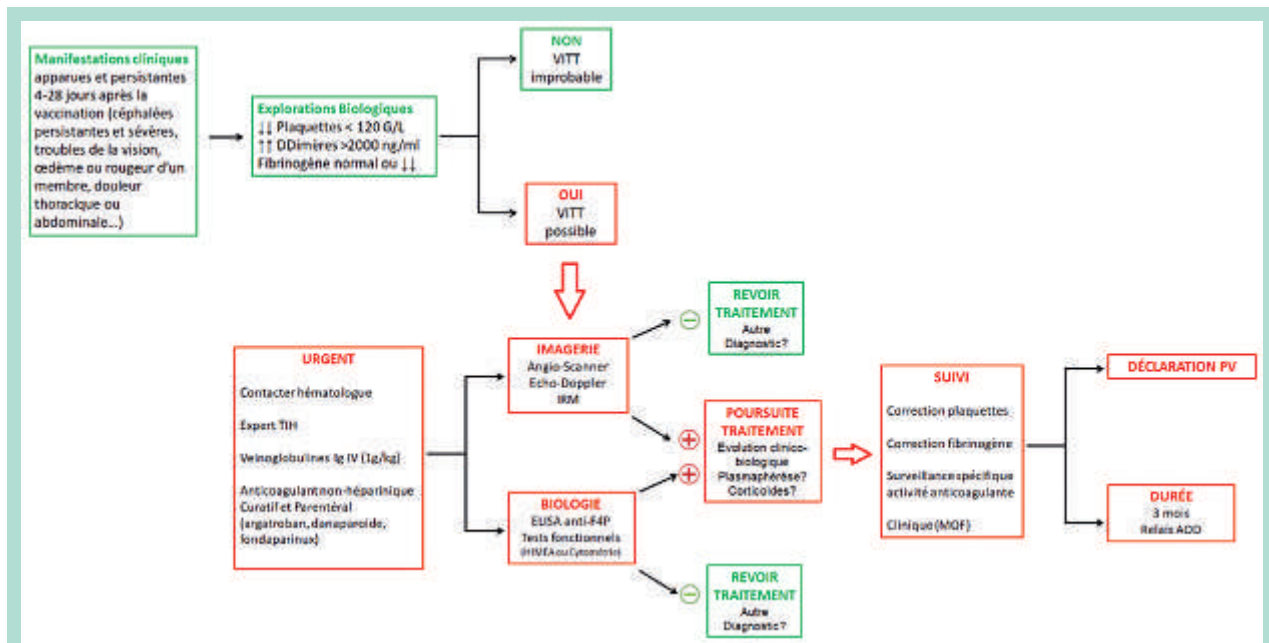 Manifestations cliniques
apparues et persistantes
4-28 jours après la
vaccination (céphalées
persistantes et sévères,
troubles de la vision,
œdème ou rougeur d'un
membre, douleur
thoracique ou
abdominale...)
Explorations Biologiques
↓↓ Plaquettes < 120 G/L
↑↑ DDimères >2000 ng/ml
Fibrinogène normal ou ↓↓
NON
VITT
improbable
OUI
VITT
possible
URGENT
Contacter hématologue
Expert TIH
Veinoglobulines Ig IV (1g/kg)
Anticoagulant non-héparinique
Curatif et Parentéral
(argatroban, danaparoide,
fondaparinux)
IMAGERIE
Angio-Scanner
Echo-Doppler
IRM
BIOLOGIE
ELISA anti-F4P
Tests fonctionnels
(HIMEA ou Cytométrie)
REVOIR
TRAITEMENT
Autre
Diagnostic?
POURSUITE
TRAITEMENT
Evolution clinico-
biologique
Plasmaphérèse?
Corticoides?
REVOIR
TRAITEMENT
Autre
Diagnostic?
SUIVI
Correction plaquettes
Correction fibrinogène
Surveillance spécifique
activité anticoagulante
Clinique (MOF)
DÉCLARATION PV
DURÉE
3 mois
Relais AOD